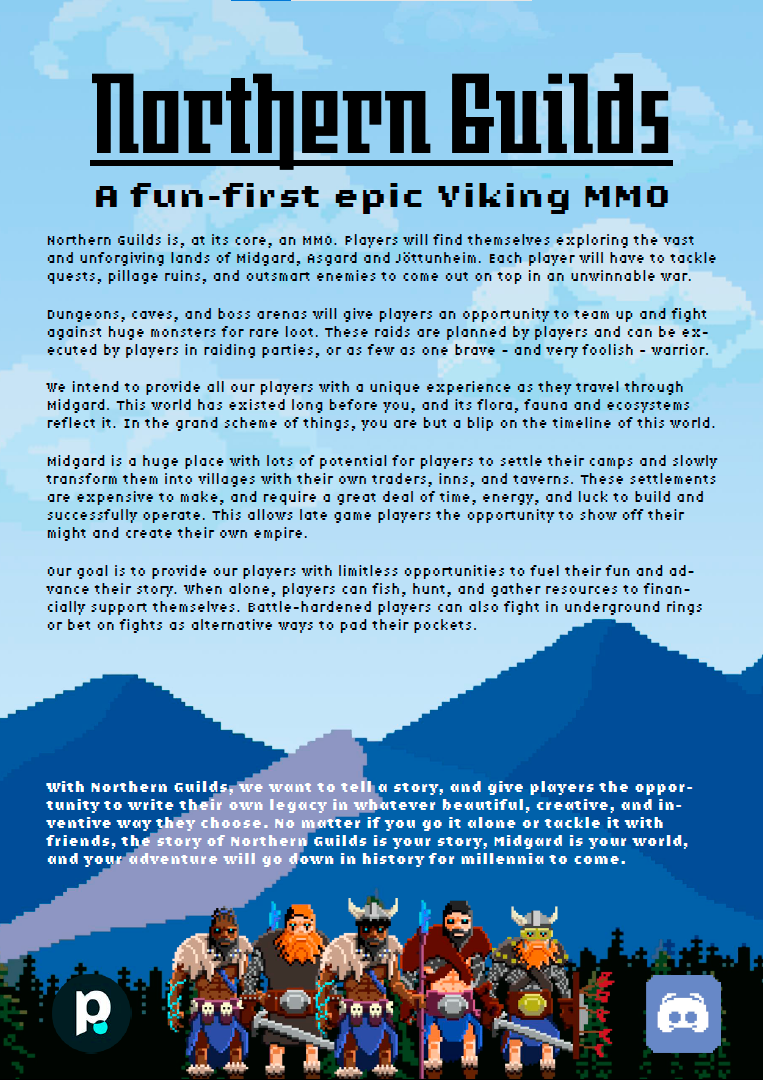 Northern Guilds
A fun-first epic Viking MMO
Northern Guilds is, at its core, an MMO. Players will find themselves exploring the vast
and unforgiving lands of Midgard, Asgard and Jöttunheim. Each player will have to tackle
quests, pillage ruins, and outsmart enemies to come out on top in an unwinnable war.
Dungeons, caves, and boss arenas will give players an opportunity to team up and fight
against huge monsters for rare loot. These raids are planned by players and can be ex-
ecuted by players in raiding parties, or as few as one brave - and very foolish - warrior.
We intend to provide all our players with a unique experience as they travel through
Midgard. This world has existed long before you, and its flora, fauna and ecosystems
reflect it. In the grand scheme of things, you are but a blip on the timeline of this world.
Midgard is a huge place with lots of potential for players to settle their camps and slowly
transform them into villages with their own traders, inns, and taverns. These settlements
are expensive to make, and require a great deal of time, energy, and luck to build and
successfully operate. This allows late game players the opportunity to show off their
might and create their own empire.
Our goal is to provide our players with limitless opportunities to fuel their fun and ad-
vance their story. When alone, players can fish, hunt, and gather resources to finan-
cially support themselves. Battle-hardened players can also fight in underground rings
or bet on fights as alternative ways to pad their pockets.
With Northern Guilds, we want to tell a story, and give players the oppor-
tunity to write their own legacy in whatever beautiful, creative, and in-
ventive way they choose. No matter if you go it alone or tackle it with
friends, the story of Northern Guilds is your story, Midgard is your world,
and your adventure will go down in history for millennia to come.
p.